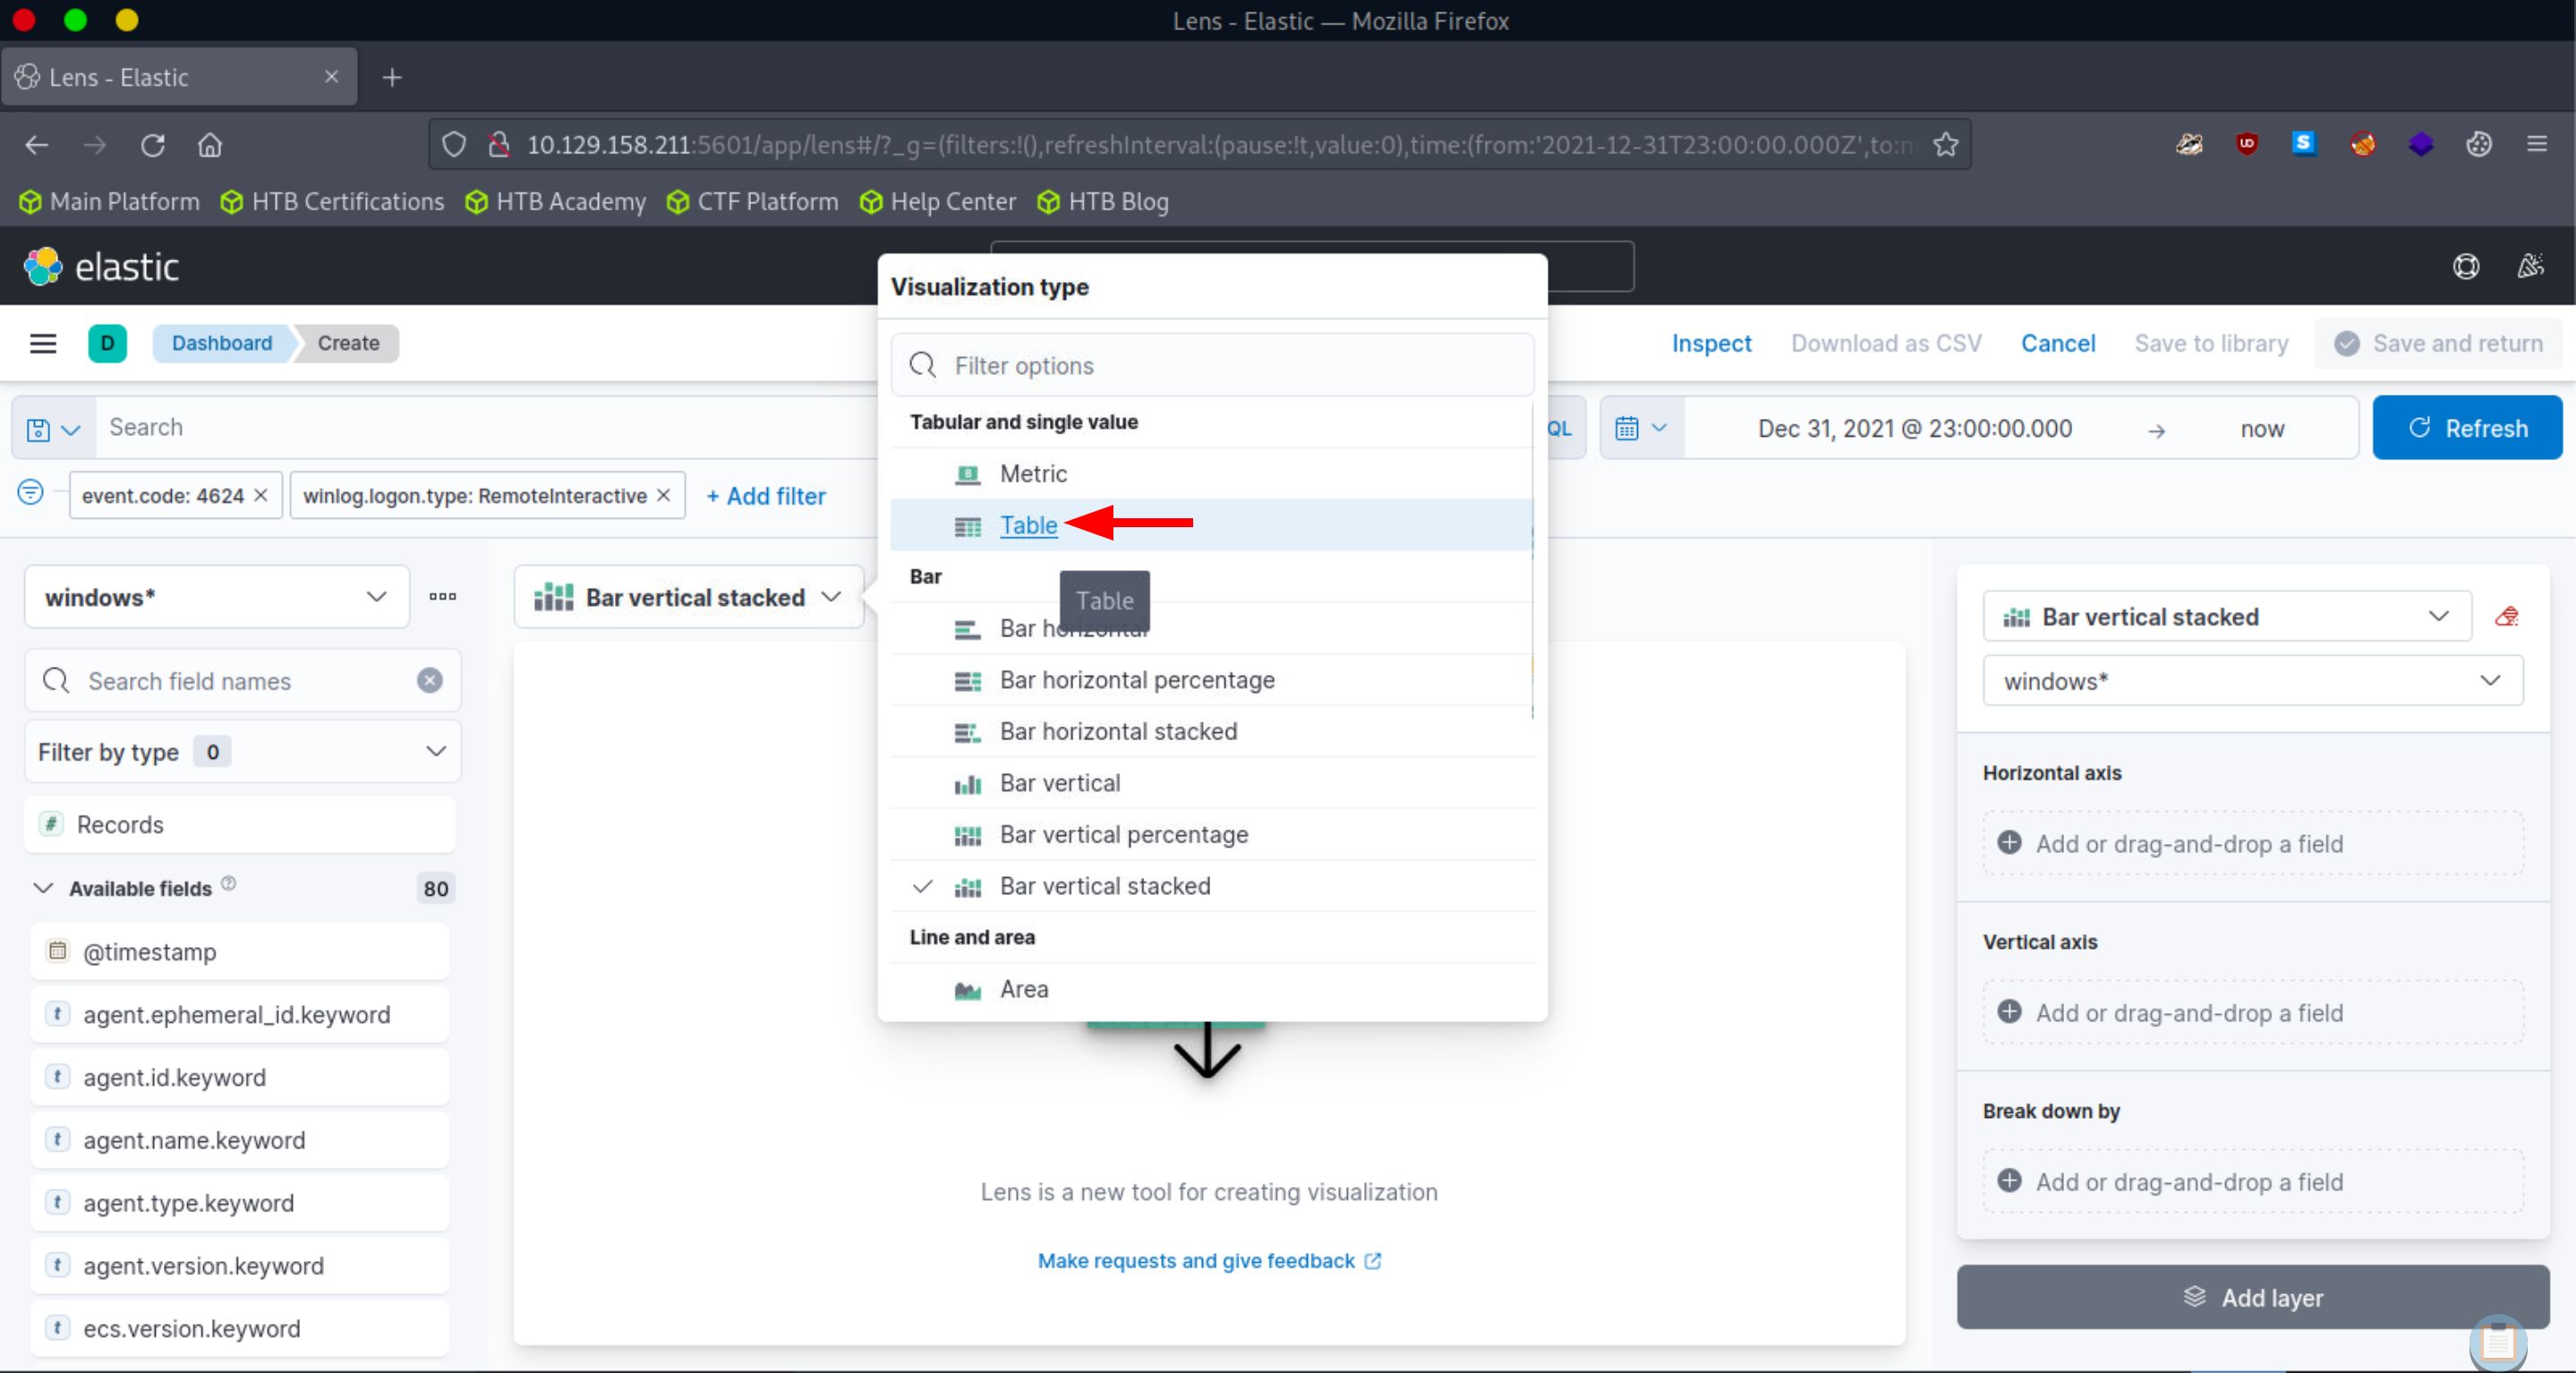 Lens - Elastic — Mozilla Firefox
Lens - Elastic
10.129.158.211:5601/app/lens#/?_g=(filters:!(),refreshInterval:(pause:!t,value:0),time:(from:'2021-12-31T23:00:00.000Z',to:n
Main Platform HTB Certifications HTB Academy CTF Platform Help Center HTB Blog
elastic
D Dashboard Create
Inspect Download as CSV Cancel Save to library Save and return
Search
QL
Dec 31, 2021 @ 23:00:00.000 → now
Refresh
event.code: 4624 × winlog.logon.type: RemoteInteractive × + Add filter
windows*
Search field names
Filter by type 0
# Records
Available fields 80
@timestamp
t agent.ephemeral_id.keyword
t agent.id.keyword
t agent.name.keyword
t agent.type.keyword
t agent.version.keyword
t ecs.version.keyword
Bar vertical stacked
Visualization type
Filter options
Tabular and single value
Metric
Table
Bar
Table
Bar horizontal
Bar horizontal percentage
Bar horizontal stacked
Bar vertical
Bar vertical percentage
Bar vertical stacked
Line and area
Area
Lens is a new tool for creating visualization
Make requests and give feedback
Bar vertical stacked
windows*
Horizontal axis
Add or drag-and-drop a field
Vertical axis
Add or drag-and-drop a field
Break down by
Add or drag-and-drop a field
Add layer